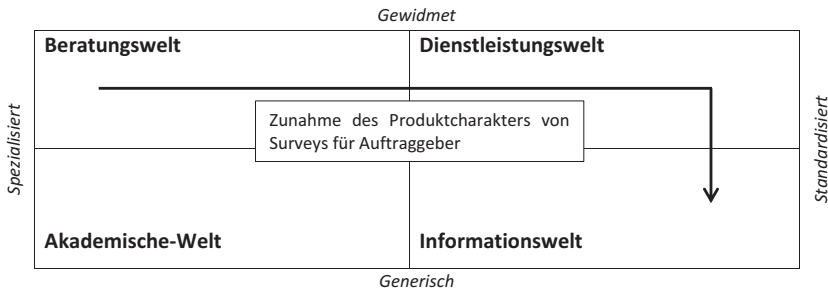 Gewidmet
Beratungswelt
Dienstleistungswelt
Spezialisiert
Zunahme des Produktcharakters von
Surveys für Auftraggeber
Standardisiert
Akademische-Welt
Informationswelt
Generisch